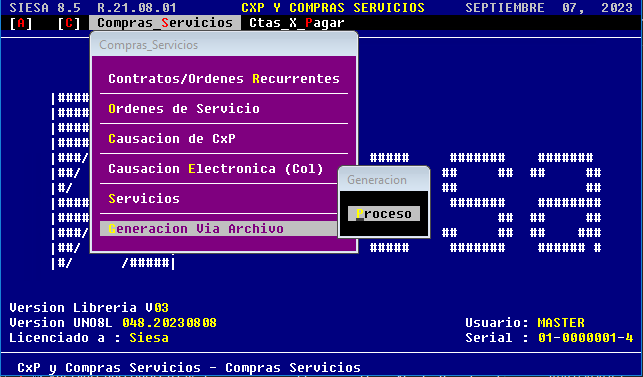 SIESA 8.5 R.21.08.01 CXP Y COMPRAS SERVICIOS SEPTIEMBRE 07, 2023
[A] [C] Compras_Servicios Ctas_X_Pagar
Compras_Servicios
Contratos/Ordenes Recurrentes
Ordenes de Servicio
Causacion de CxP
Causacion Electronica (Col)
Servicios
Generacion Via Archivo
Generacion
Proceso
Version Libreria V03
Version UNO8L 048.20230808
Usuario: MASTER
Licenciado a : Siesa
Serial : 01-0000001-4
CxP y Compras Servicios - Compras Servicios